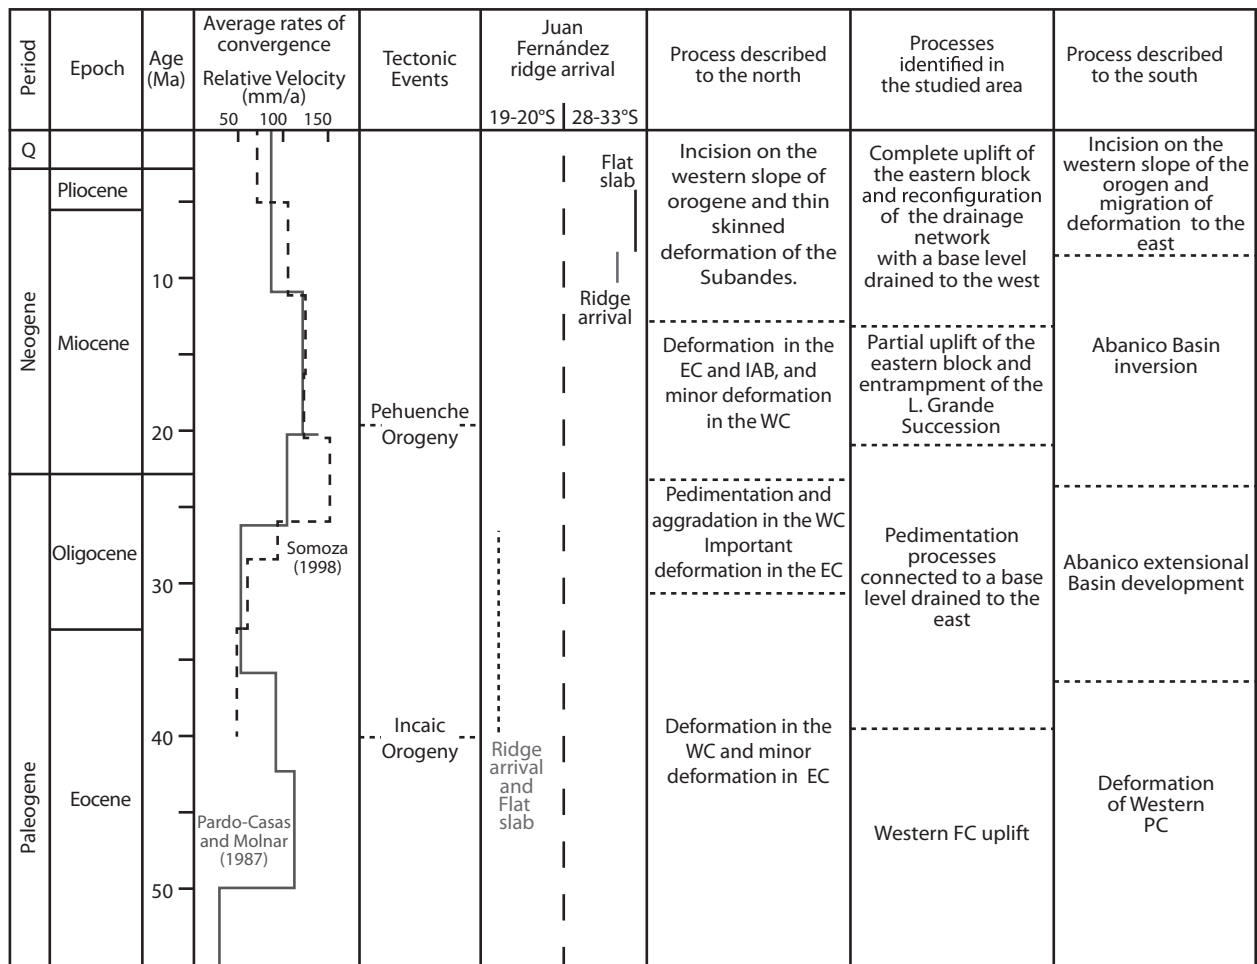 Period
Epoch
Age
(Ma)
Average rates of
convergence
Relative Velocity
(mm/a)
50 100 150
Tectonic
Events
Juan
Fernández
ridge arrival
19-20°S
28-33°S
Process described
to the north
Processes
identified in
the studied area
Process described
to the south
Q
Neogene
Paleogene
Pliocene
Miocene
Oligocene
Eocene
10
20
30
40
50
Somoza
(1998)
Pardo-Casas
and Molnar
(1987)
Pehuenche
Orogeny
Incaic
Orogeny
Ridge
arrival
and
Flat
slab
Flat
slab
Ridge
arrival
Incision on the
western slope of
orogene and thin
skinned
deformation of the
Subandes.
Deformation in the
EC and IAB, and
minor deformation
in the WC
Pedimentation and
aggradation in the WC
Important
deformation in the EC
Deformation in the
WC and minor
deformation in EC
Complete uplift of
the eastern block
and reconfiguration
of the drainage
network
with a base level
drained to the west
Partial uplift of the
eastern block and
entrampment of the
L. Grande
Succession
Pedimentation
processes
connected to a base
level drained to the
east
Western FC uplift
Incision on the
western slope of the
orogen and
migration of
deformation to the
east
Abanico Basin
inversion
Abanico extensional
Basin development
Deformation
of Western
PC